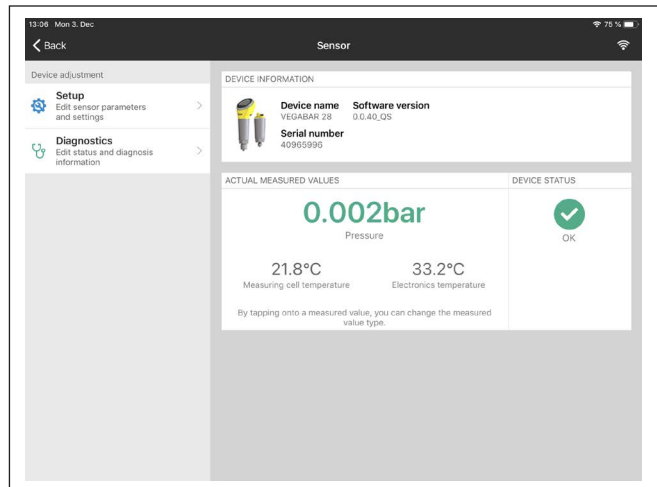 13:06 Mon 3. Dec
75 %
Back
Sensor
Device adjustment
Setup
Edit sensor parameters
and settings
Diagnostics
Edit status and diagnosis
information
DEVICE INFORMATION
Device name Software version
VEGABAR 28 0.0.40_QS
Serial number
40965996
ACTUAL MEASURED VALUES
DEVICE STATUS
0.002bar
Pressure
OK
21.8°C 33.2°C
Measuring cell temperature Electronics temperature
By tapping onto a measured value, you can change the measured
value type.